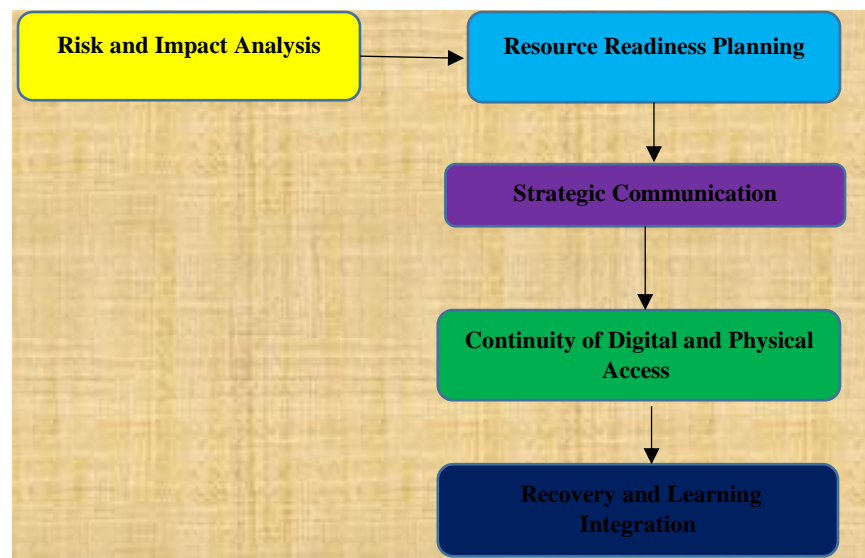 Risk and Impact Analysis
Resource Readiness Planning
Strategic Communication
Continuity of Digital and Physical
Access
Recovery and Learning
Integration